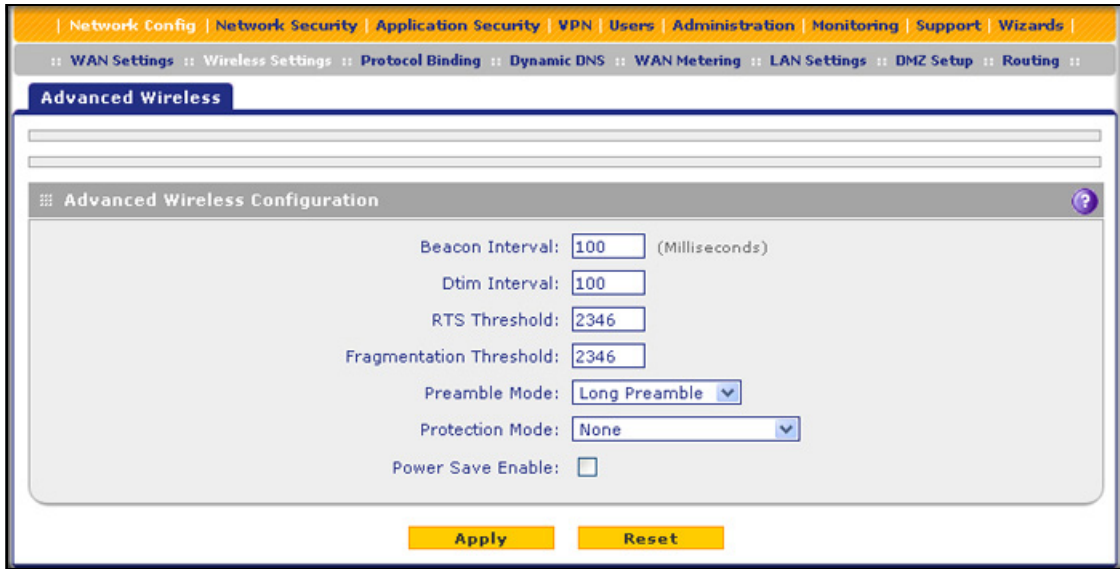 | Network Config | Network Security | Application Security | VPN | Users | Administration | Monitoring | Support | Wizards |
:: WAN Settings :: Wireless Settings :: Protocol Binding :: Dynamic DNS :: WAN Metering :: LAN Settings :: DMZ Setup :: Routing ::
Advanced Wireless
Advanced Wireless Configuration ?
Beacon Interval: 100 (Milliseconds)
Dtim Interval: 100
RTS Threshold: 2346
Fragmentation Threshold: 2346
Preamble Mode: Long Preamble
Protection Mode: None
Power Save Enable:
Apply Reset